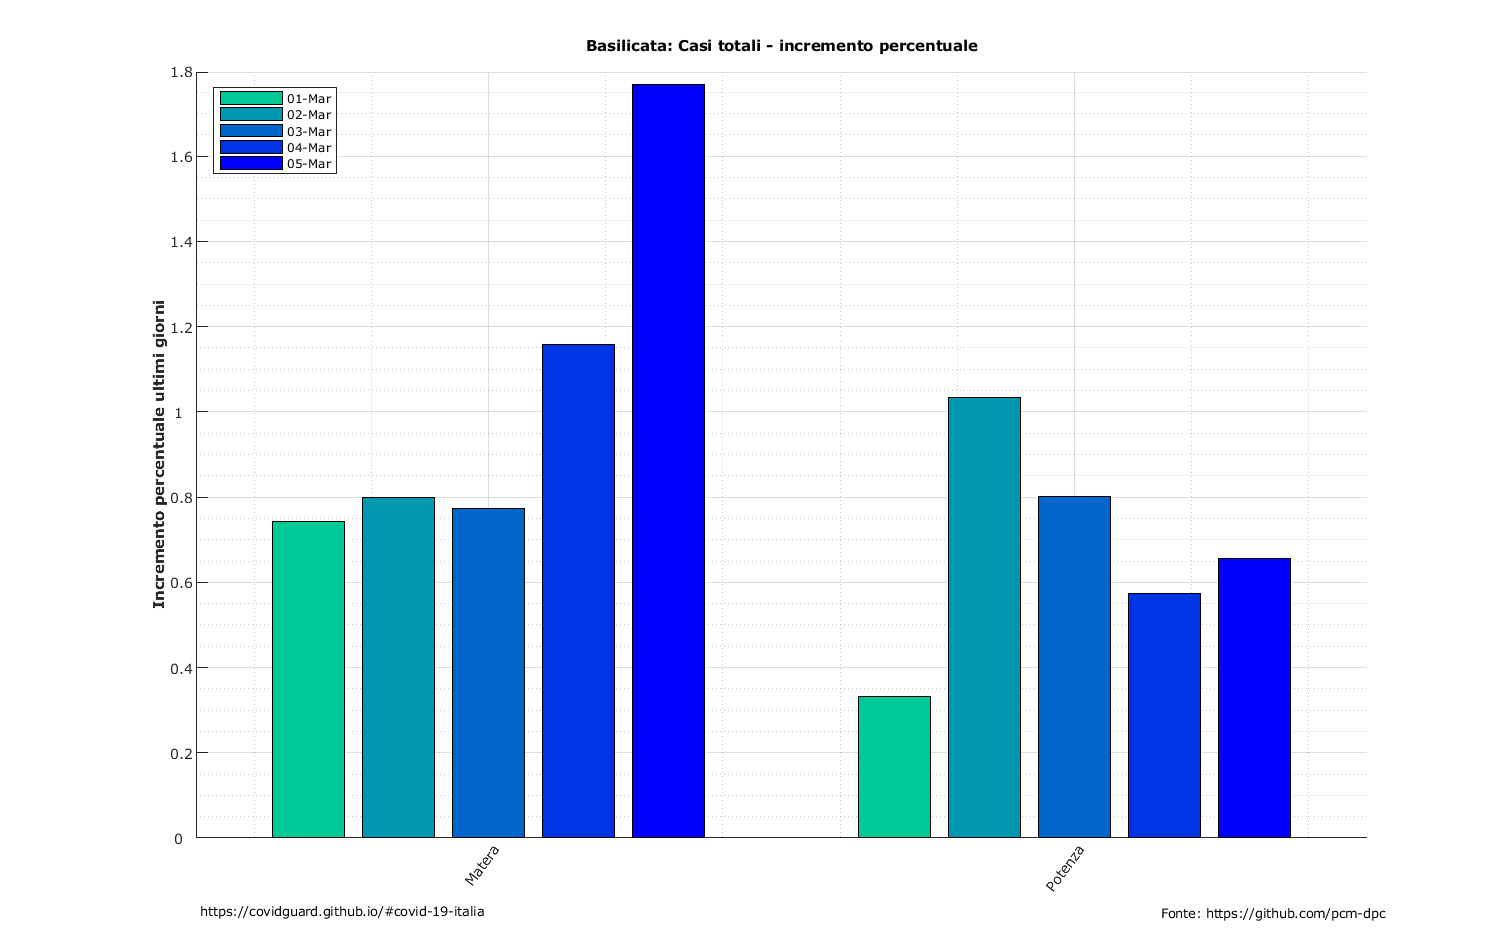 Basilicata: Casi totali - incremento percentuale
Incremento percentuale ultimi giorni
1.8
1.6
1.4
1.2
1
0.8
0.6
0.4
0.2
0
01-Mar
02-Mar
03-Mar
04-Mar
05-Mar
Matera
Potenza
https://covidguard.github.io/#covid-19-italia
Fonte: https://github.com/pcm-dpc